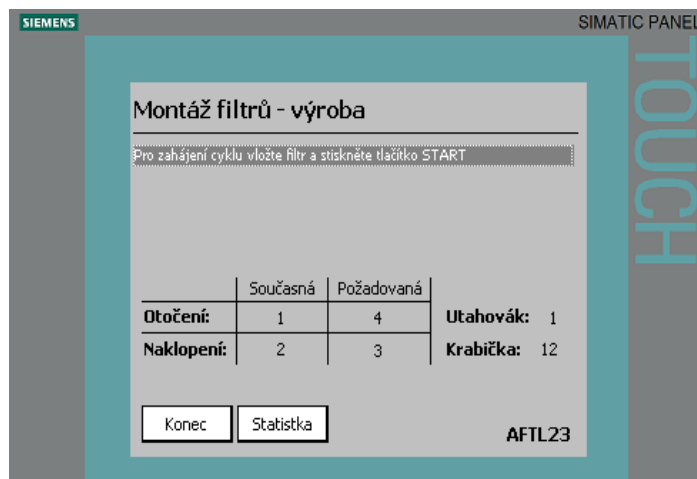 SIEMENS
SIMATIC PANEL
TOUCH
Montáž filtrů - výroba
Pro zahájení cyklu vložte filtr a stiskněte tlačítko START
Současná Požadovaná
Otočení: 1 4 Utahovák: 1
Naklopení: 2 3 Krabička: 12
Konec Statistka
AFTL23